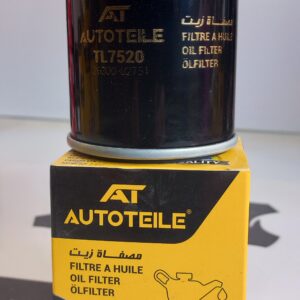 AT
AUTOTEILE
TL7520
مصفاة زيت
FILTRE A HUILE
OIL FILTER
ÖLFILTER
AT
AUTOTEILE®
مصفاة زيت
FILTRE A HUILE
OIL FILTER
ÖLFILTER